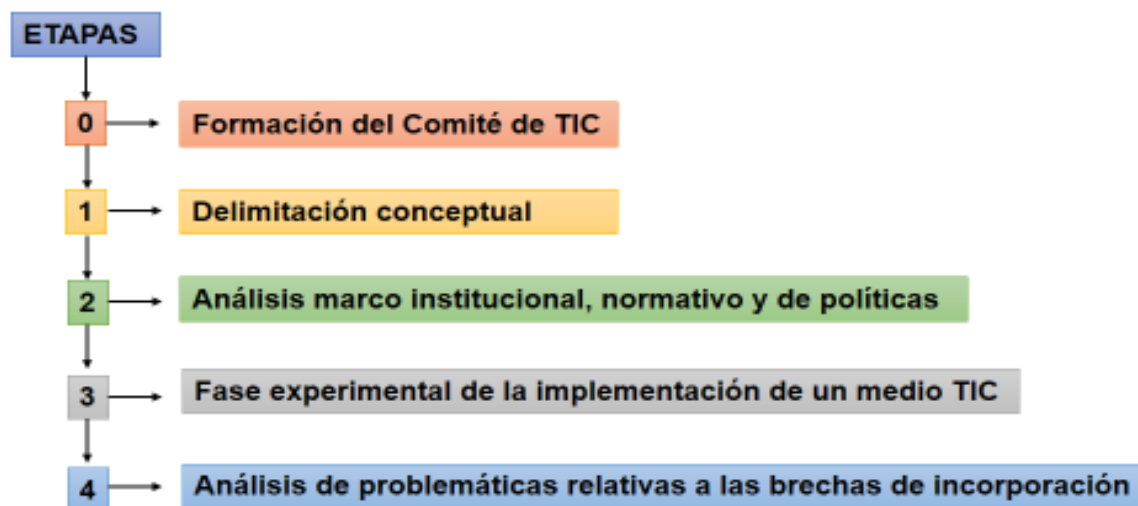 ETAPAS
0 Formación del Comité de TIC
1 Delimitación conceptual
2 Análisis marco institucional, normativo y de políticas
3 Fase experimental de la implementación de un medio TIC
4 Análisis de problemáticas relativas a las brechas de incorporación